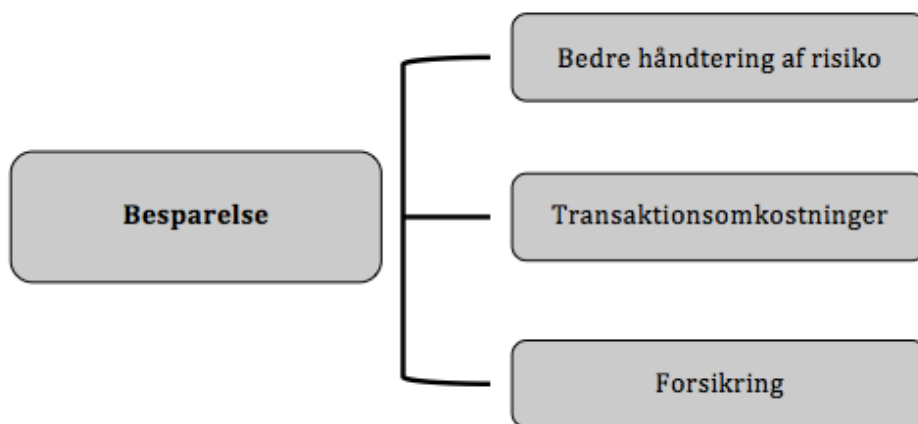 Besparelse
Bedre håndtering af risiko
Transaktionsomkostninger
Forsikring